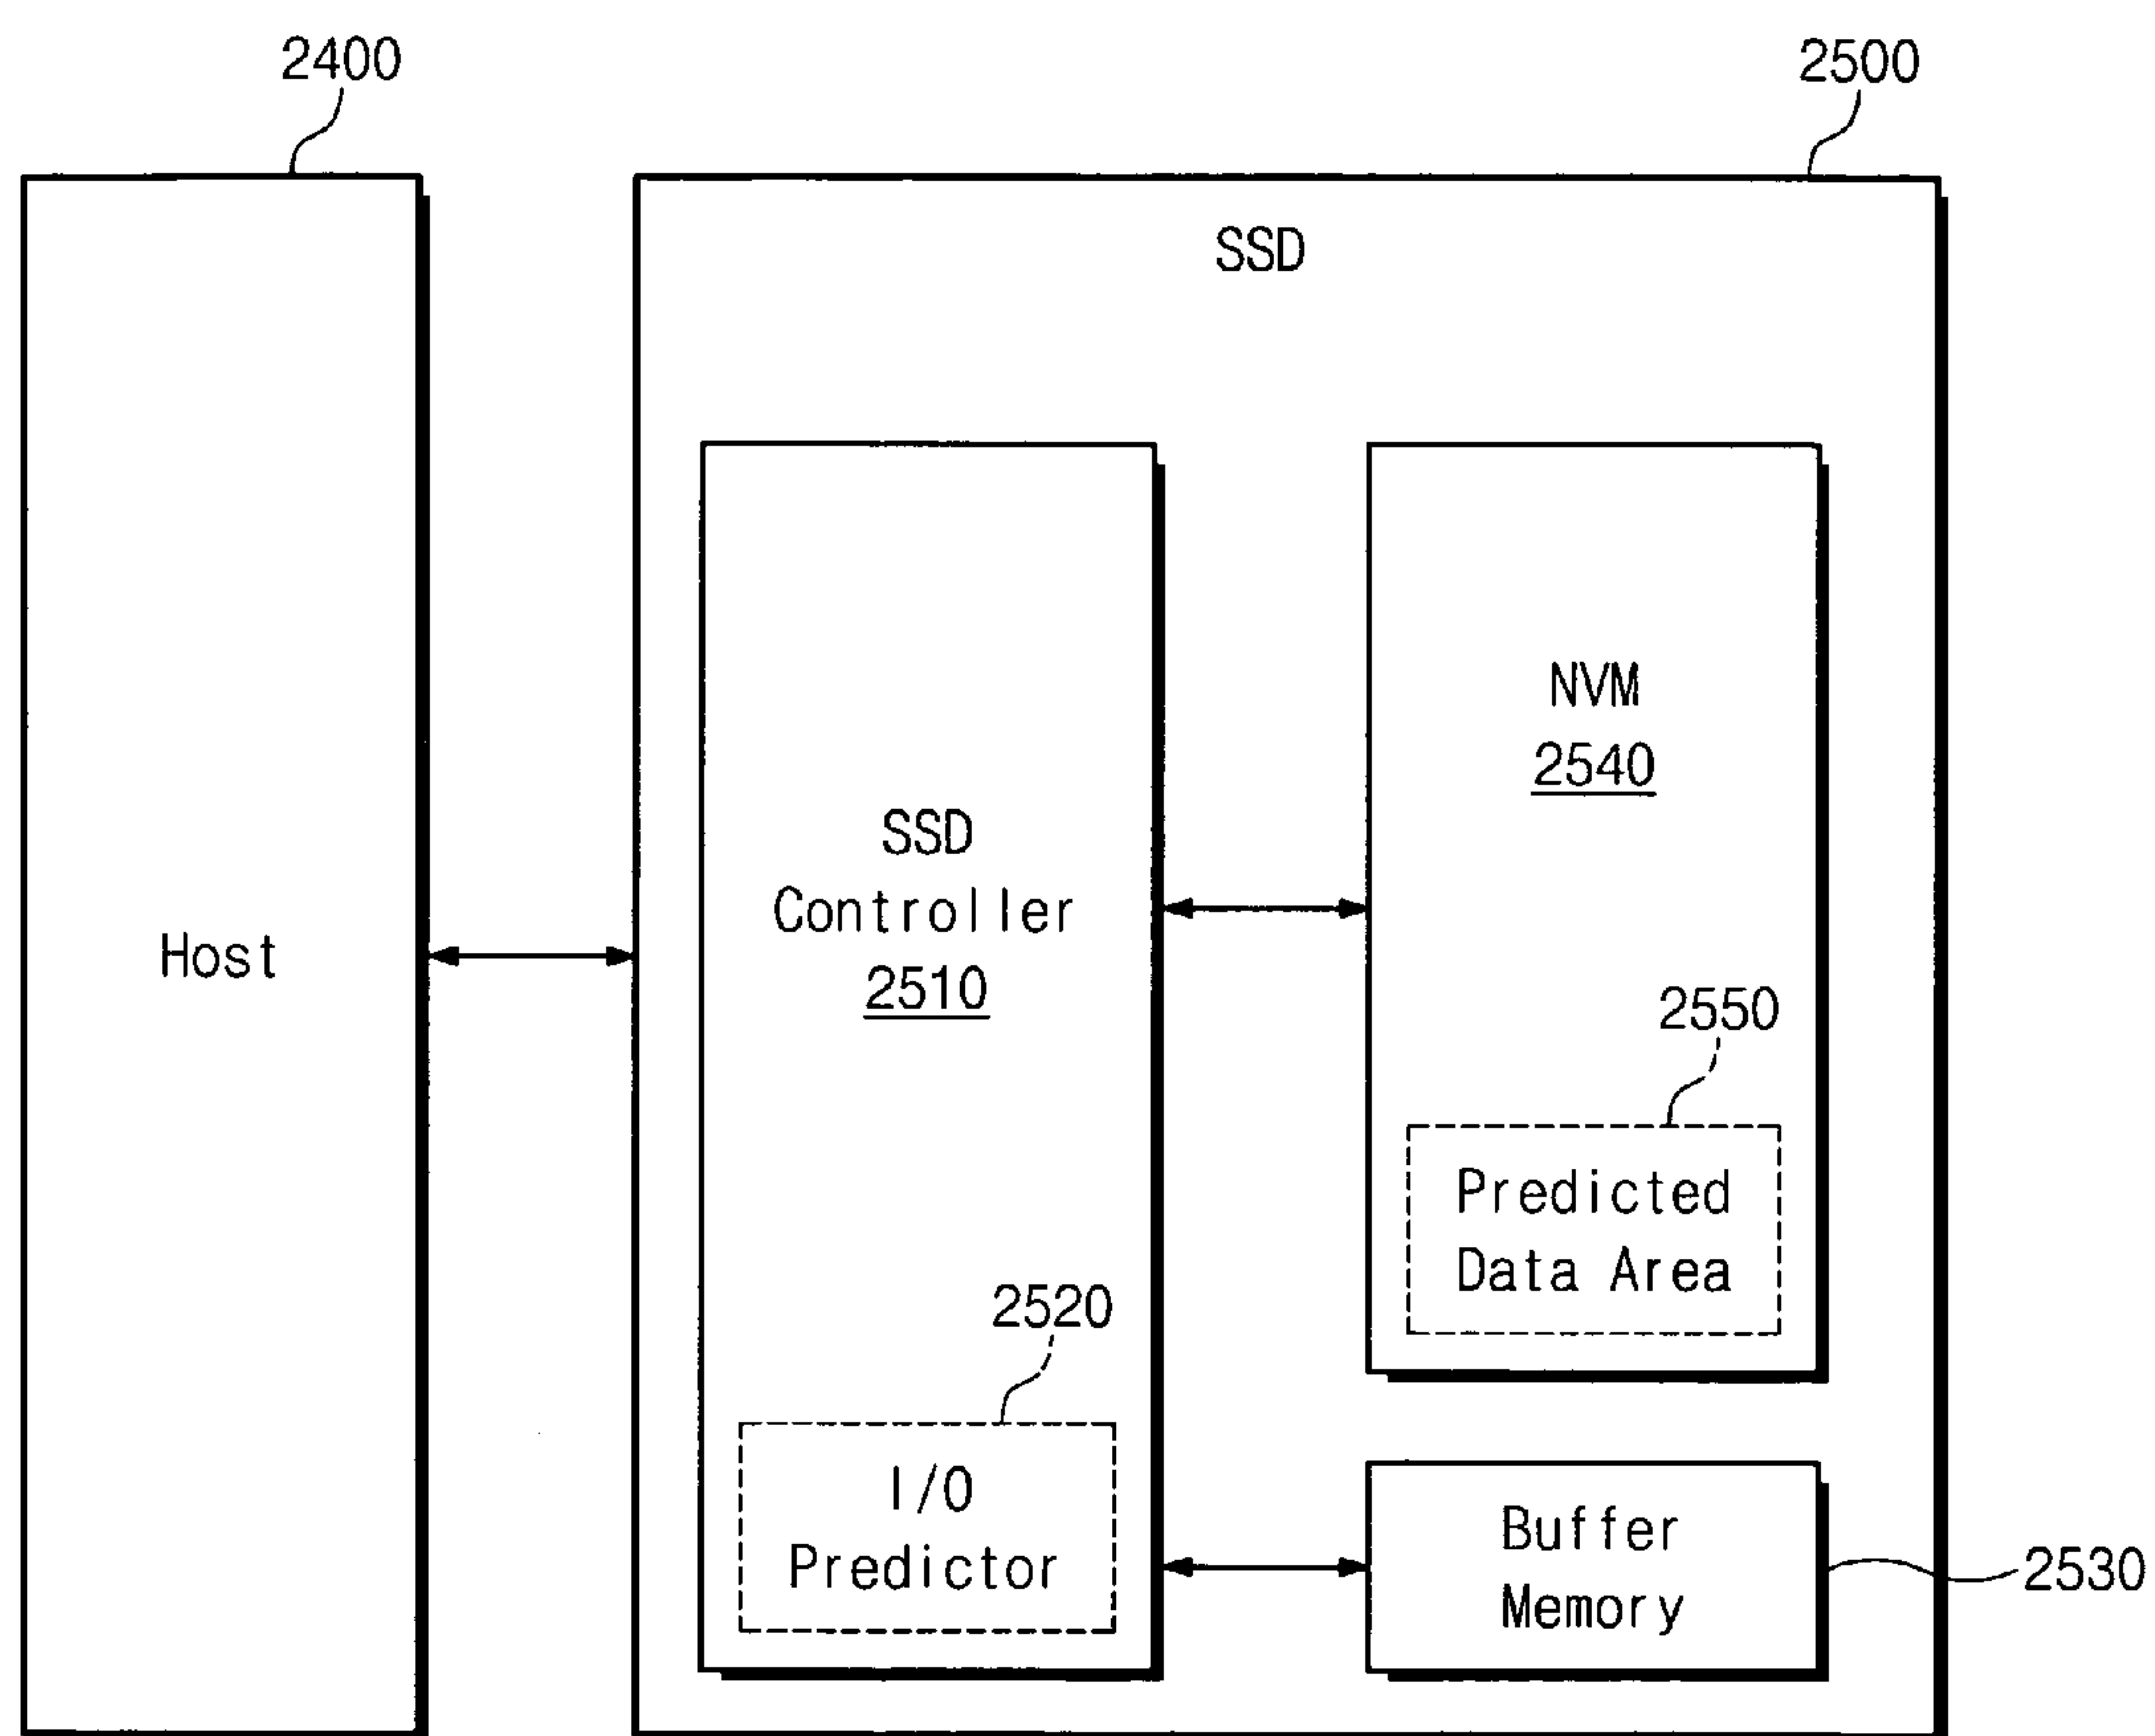 2400
2500
SSD
Host
SSD
Controller
2510
NVM
2540
2550
Predicted
Data Area
2520
I/O
Predictor
Buffer
Memory
2530